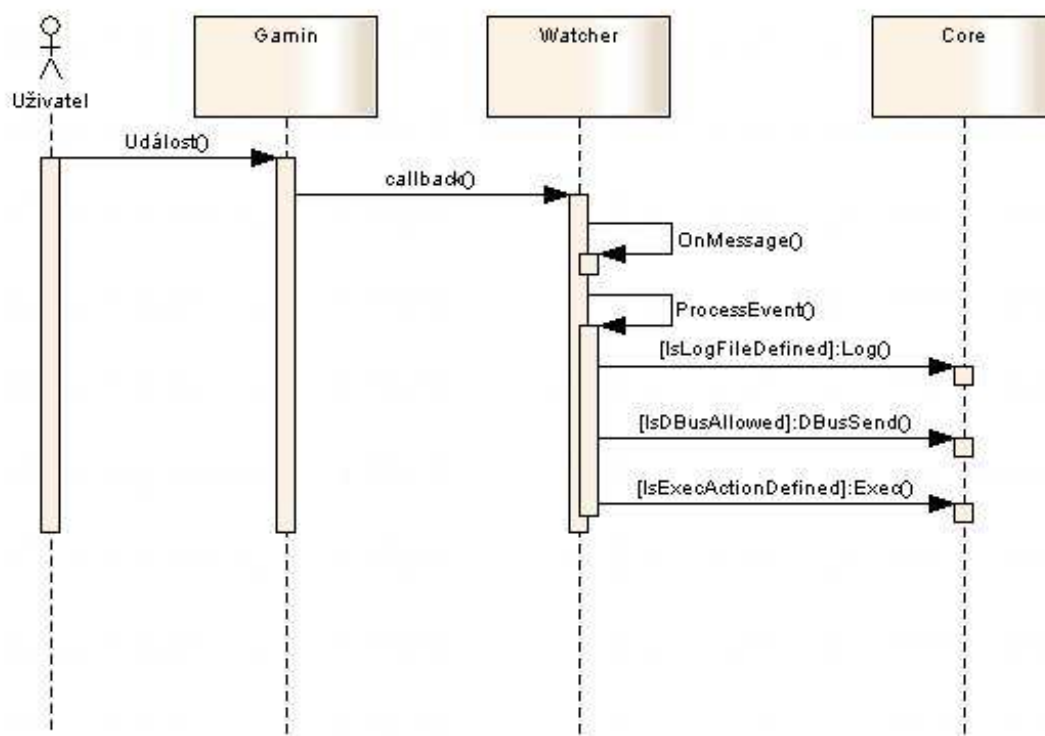 Gamin
Watcher
Core
Uživatel
Událost()
callback()
OnMessage()
ProcessEvent()
[IsLogFileDefined]:Log()
[IsDBusAllowed]:DBusSend()
[IsExecActionDefined]:Exec()